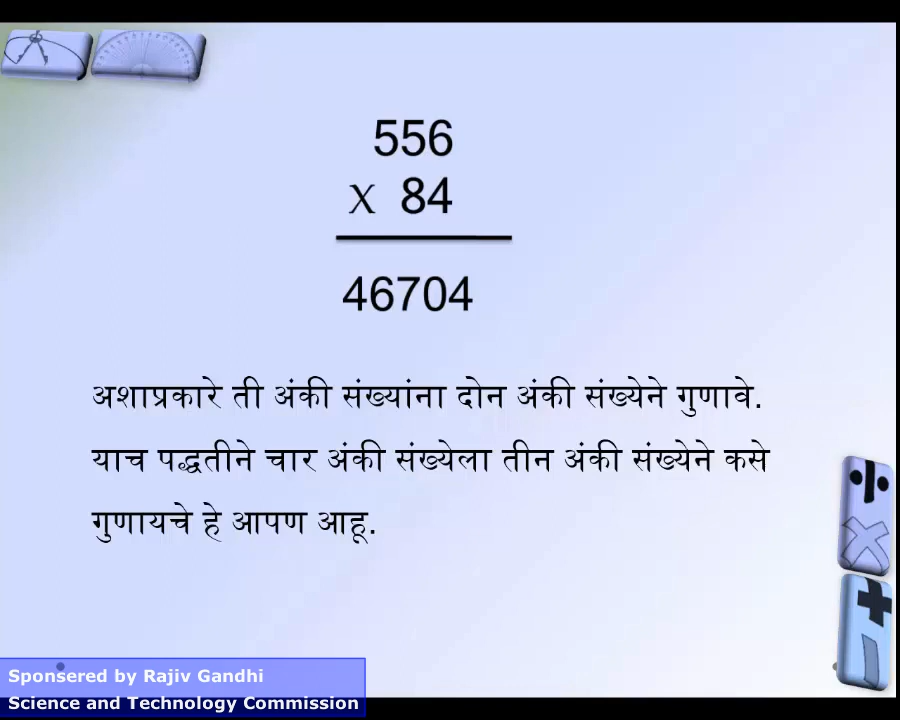 556
X 84
46704
अशाप्रकारे ती अंकी संख्यांना दोन अंकी संख्येने गुणावे.
याच पद्धतीने चार अंकी संख्येला तीन अंकी संख्येने कसे
गुणायचे हे आपण आहू.
Sponsered by Rajiv Gandhi
Science and Technology Commission